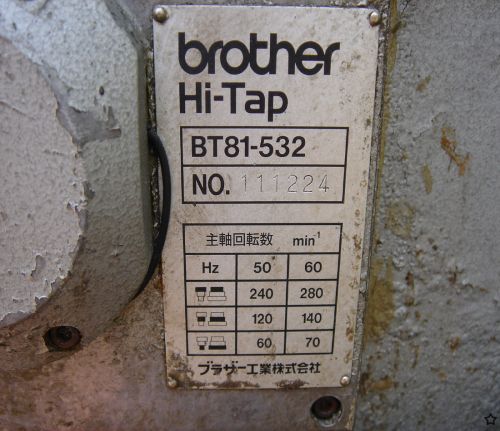 brother
Hi-Tap
BT81-532
NO. 111224
主軸回転数 min⁻¹
Hz 50 60
240 280
120 140
60 70
ブラザー工業株式会社